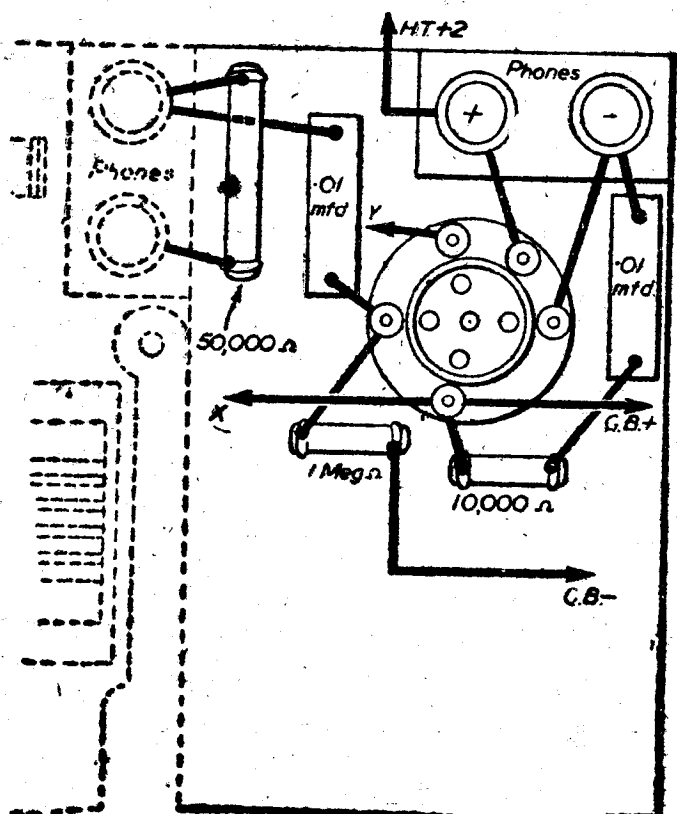 H.T.+2
Phones
+
-
Phones
.01
mfd
Y
.01
mfd.
50,000 Ω
X
G.B.+
1 Meg Ω
10,000 Ω
G.B.-